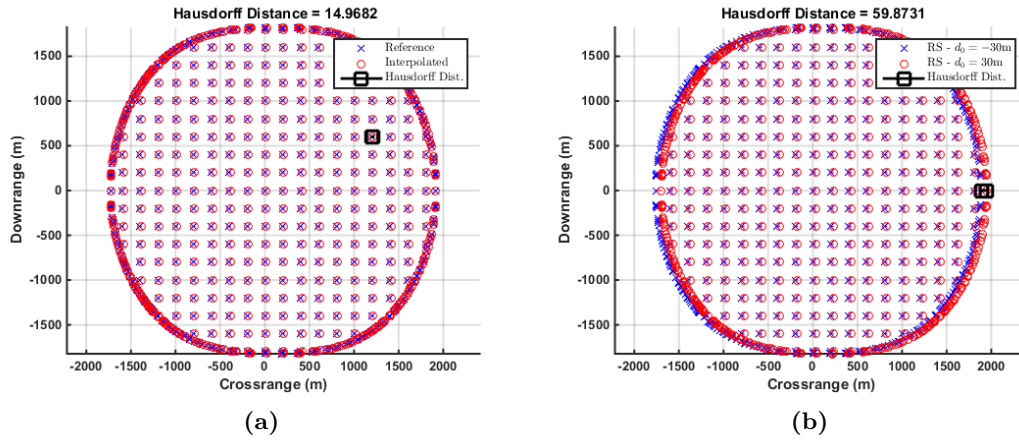 Hausdorff Distance = 14.9682
Reference
Interpolated
Hausdorff Dist.
1500
1000
500
0
-500
-1000
-1500
Downrange (m)
-2000 -1500 -1000 -500 0 500 1000 1500 2000
Crossrange (m)
(a)
Hausdorff Distance = 59.8731
RS - d₀ = −30m
RS - d₀ = 30m
Hausdorff Dist.
1500
1000
500
0
-500
-1000
-1500
Downrange (m)
-2000 -1500 -1000 -500 0 500 1000 1500 2000
Crossrange (m)
(b)